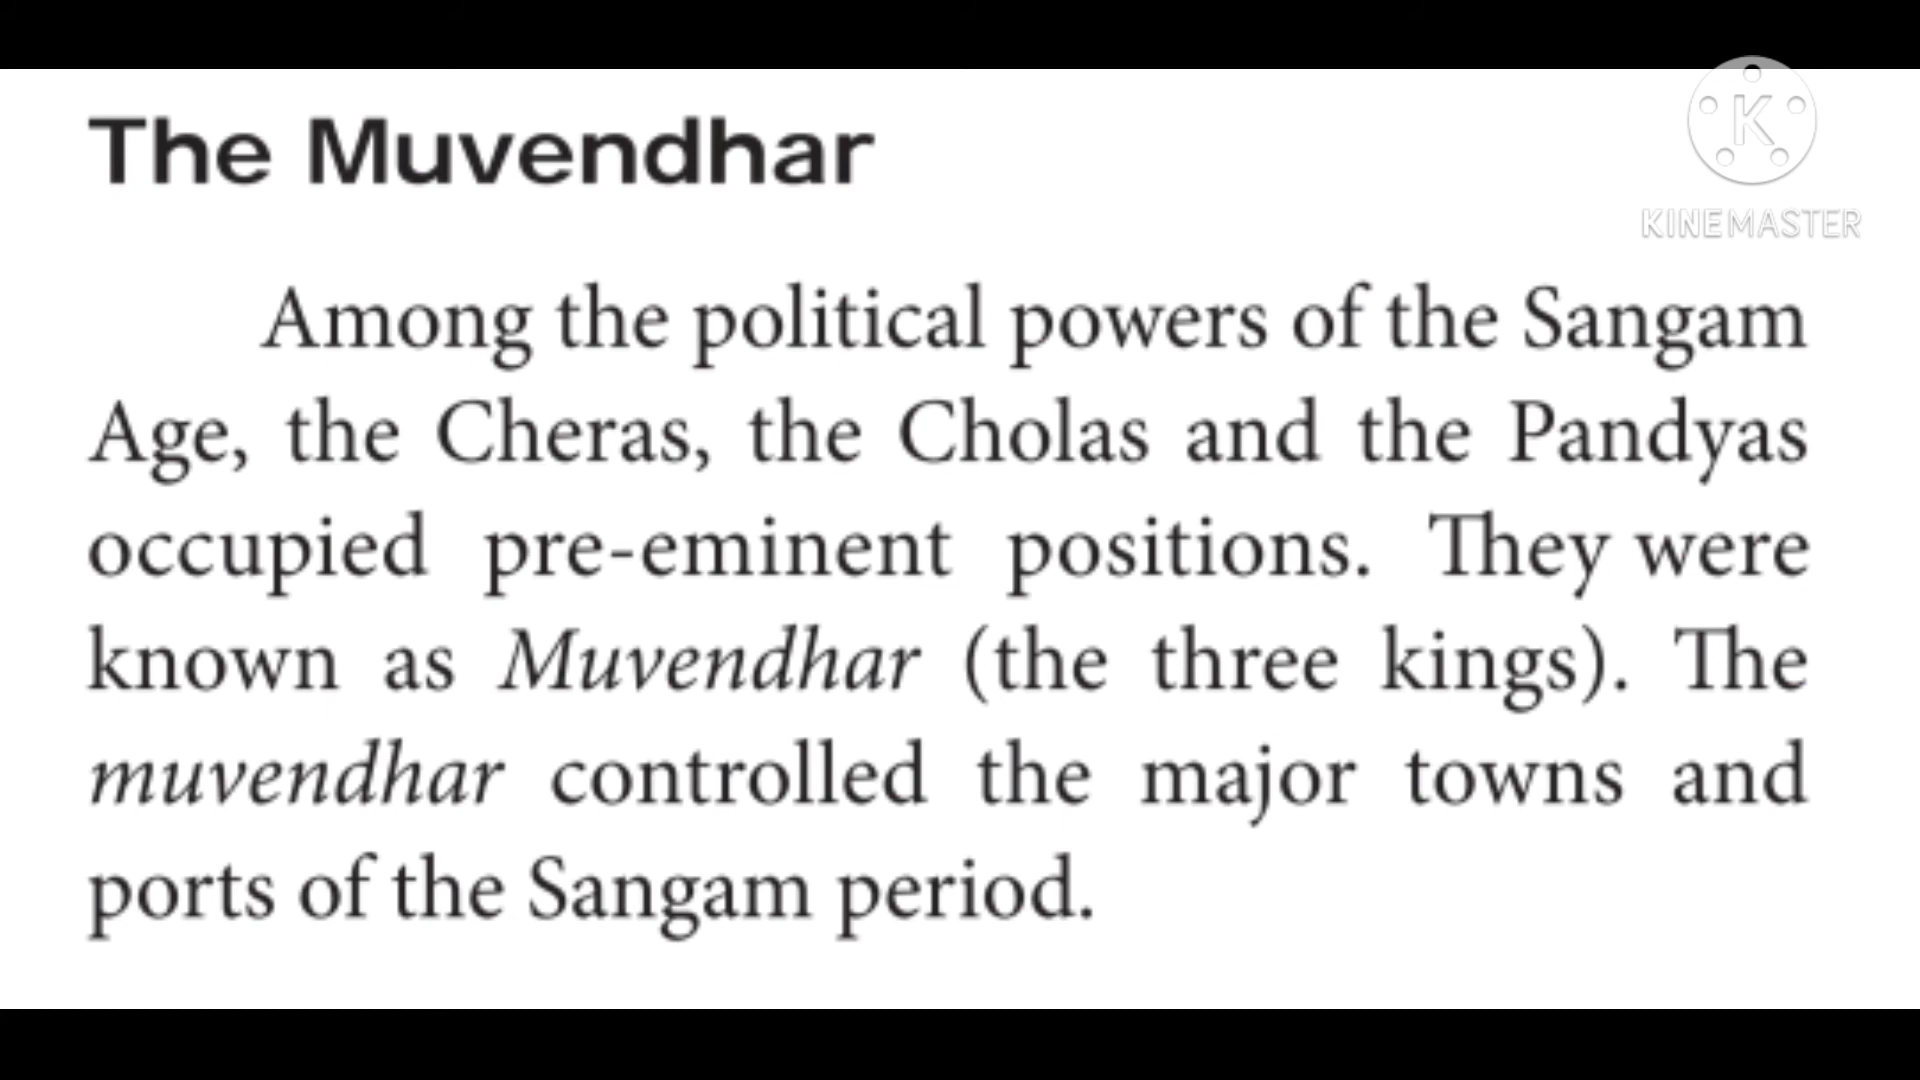 The Muvendhar
K
KINEMASTER
Among the political powers of the Sangam
Age, the Cheras, the Cholas and the Pandyas
occupied pre-eminent positions. They were
known as Muvendhar (the three kings). The
muvendhar controlled the major towns and
ports of the Sangam period.